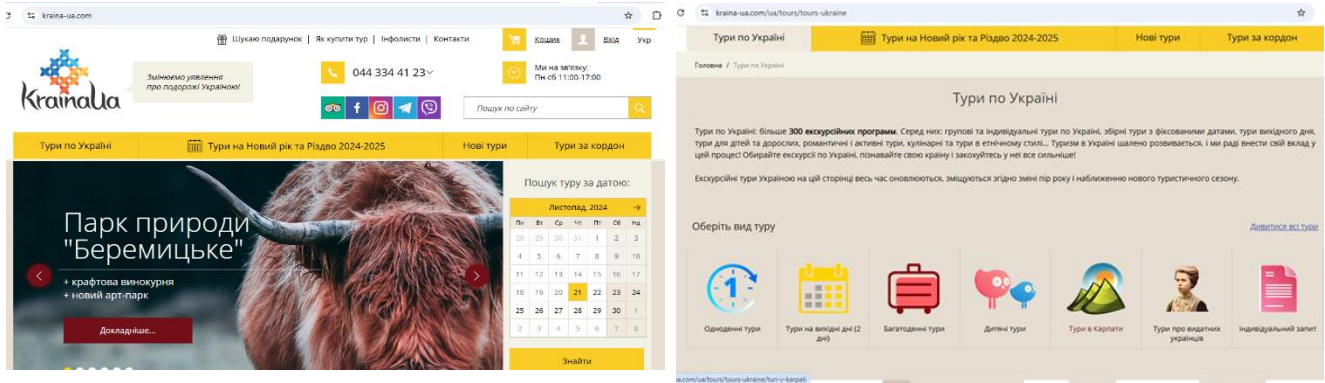 kraina-ua.com
Шукаю подарунок | Як купити тур | Інфолисти | Контакти
Кошик
Вхід
Укр
KrainaUa
Змінюємо уявлення
про подорожі Україною!
044 334 41 23
Ми на зв'язку:
Пн-сб 11:00-17:00
Пошук по сайту
Тури по Україні
Тури на Новий рік та Різдво 2024-2025
Нові тури
Тури за кордон
Парк природи
"Беремицьке"
+ крафтова винокурня
+ новий арт-парк
Докладніше...
Пошук туру за датою:
Листопад, 2024
Пн Вт Ср Чт Пт Сб Нд
28 29 30 31 1 2 3
4 5 6 7 8 9 10
11 12 13 14 15 16 17
18 19 20 21 22 23 24
25 26 27 28 29 30 1
2 3 4 5 6 7 8
Знайти
kraina-ua.com/ua/tours/tours-ukraine
Тури по Україні
Тури на Новий рік та Різдво 2024-2025
Нові тури
Тури за кордон
Головна / Тури по Україні
Тури по Україні
Тури по Україні: більше 300 екскурсійних программ. Серед них: групові та індивідуальні тури по Україні, збірні тури з фіксованими датами, тури вихідного дня,
тури для дітей та дорослих, романтичні і активні тури, кулінарні та тури в етнічному стилі... Туризм в Україні шалено розвивається, і ми раді внести свій вклад у
цей процес! Обирайте екскурсії по Україні, пізнавайте свою країну і закохуйтесь у неї все сильніше!
Екскурсійні тури Україною на цій сторінці весь час оновлюються, зміщуються згідно зміні пір року і наближенню нового туристичного сезону.
Оберіть вид туру
Дивитися всі тури
1
Одноденні тури
Тури на вихідні дні (2
дні)
Багатоденні тури
Дитячі тури
Тури в Карпати
Тури про видатних
українців
Індивідуальний запит
ua.com/ua/tours/tours-ukraine/turi-v-karpati